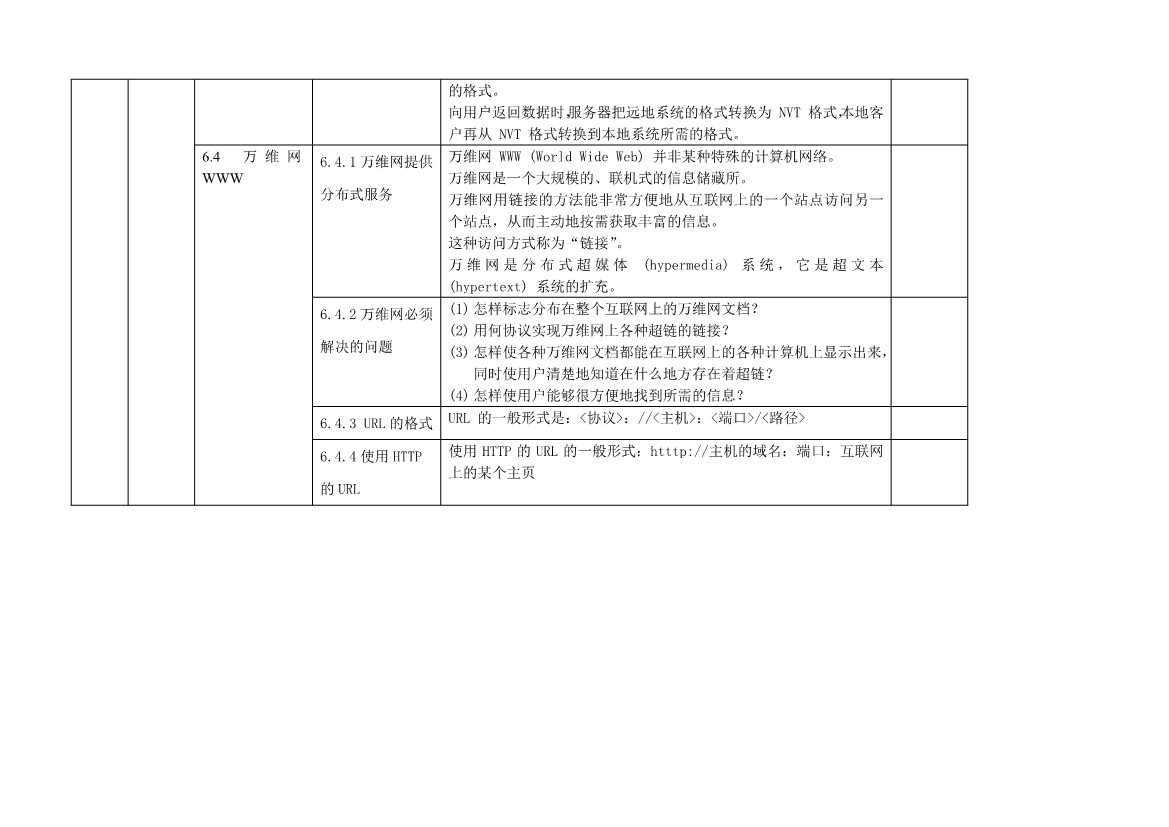 的格式。
向用户返回数据时,服务器把远地系统的格式转换为 NVT 格式,本地客
户再从 NVT 格式转换到本地系统所需的格式。
6.4 万维网
WWW
6.4.1万维网提供
分布式服务
万维网 WWW (World Wide Web) 并非某种特殊的计算机网络。
万维网是一个大规模的、联机式的信息储藏所。
万维网用链接的方法能非常方便地从互联网上的一个站点访问另一
个站点，从而主动地按需获取丰富的信息。
这种访问方式称为“链接”。
万维网是分布式超媒体 (hypermedia) 系统，它是超文本
(hypertext) 系统的扩充。
6.4.2万维网必须
解决的问题
(1) 怎样标志分布在整个互联网上的万维网文档？
(2) 用何协议实现万维网上各种超链的链接？
(3) 怎样使各种万维网文档都能在互联网上的各种计算机上显示出来，
同时使用户清楚地知道在什么地方存在着超链？
(4) 怎样使用户能够很方便地找到所需的信息？
6.4.3 URL的格式
URL 的一般形式是：<协议>：//<主机>：<端口>/<路径>
6.4.4使用HTTP
的URL
使用HTTP的URL的一般形式：htttp://主机的域名：端口：互联网
上的某个主页